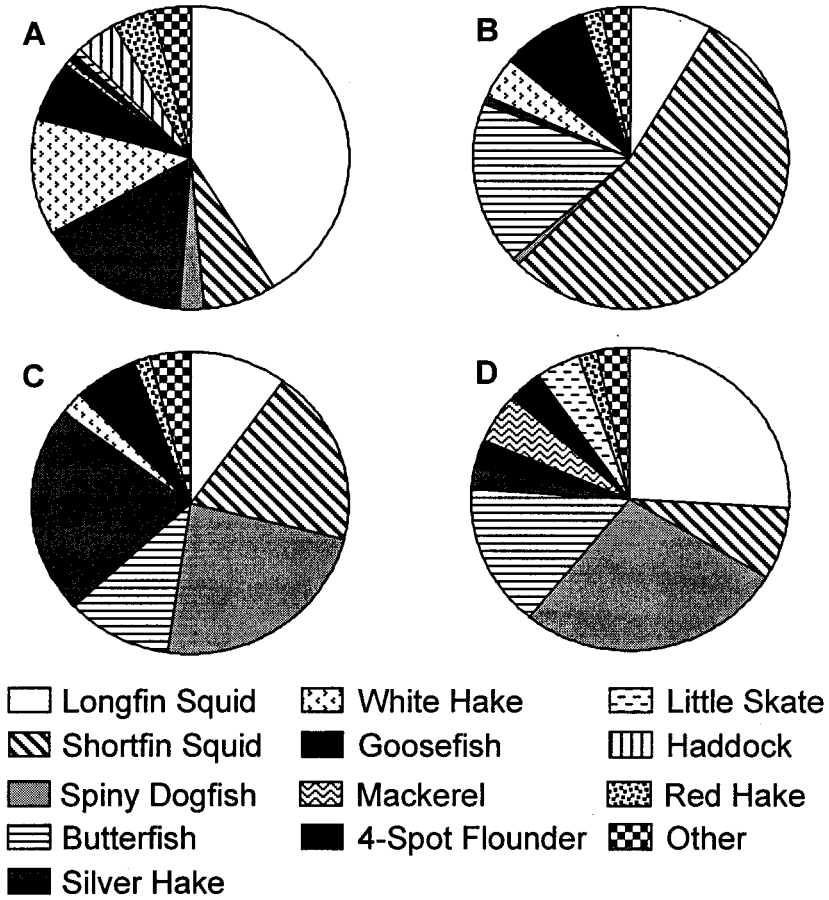 A
B
C
D
Longfin Squid
White Hake
Little Skate
Shortfin Squid
Goosefish
Haddock
Spiny Dogfish
Mackerel
Red Hake
Butterfish
4-Spot Flounder
Other
Silver Hake